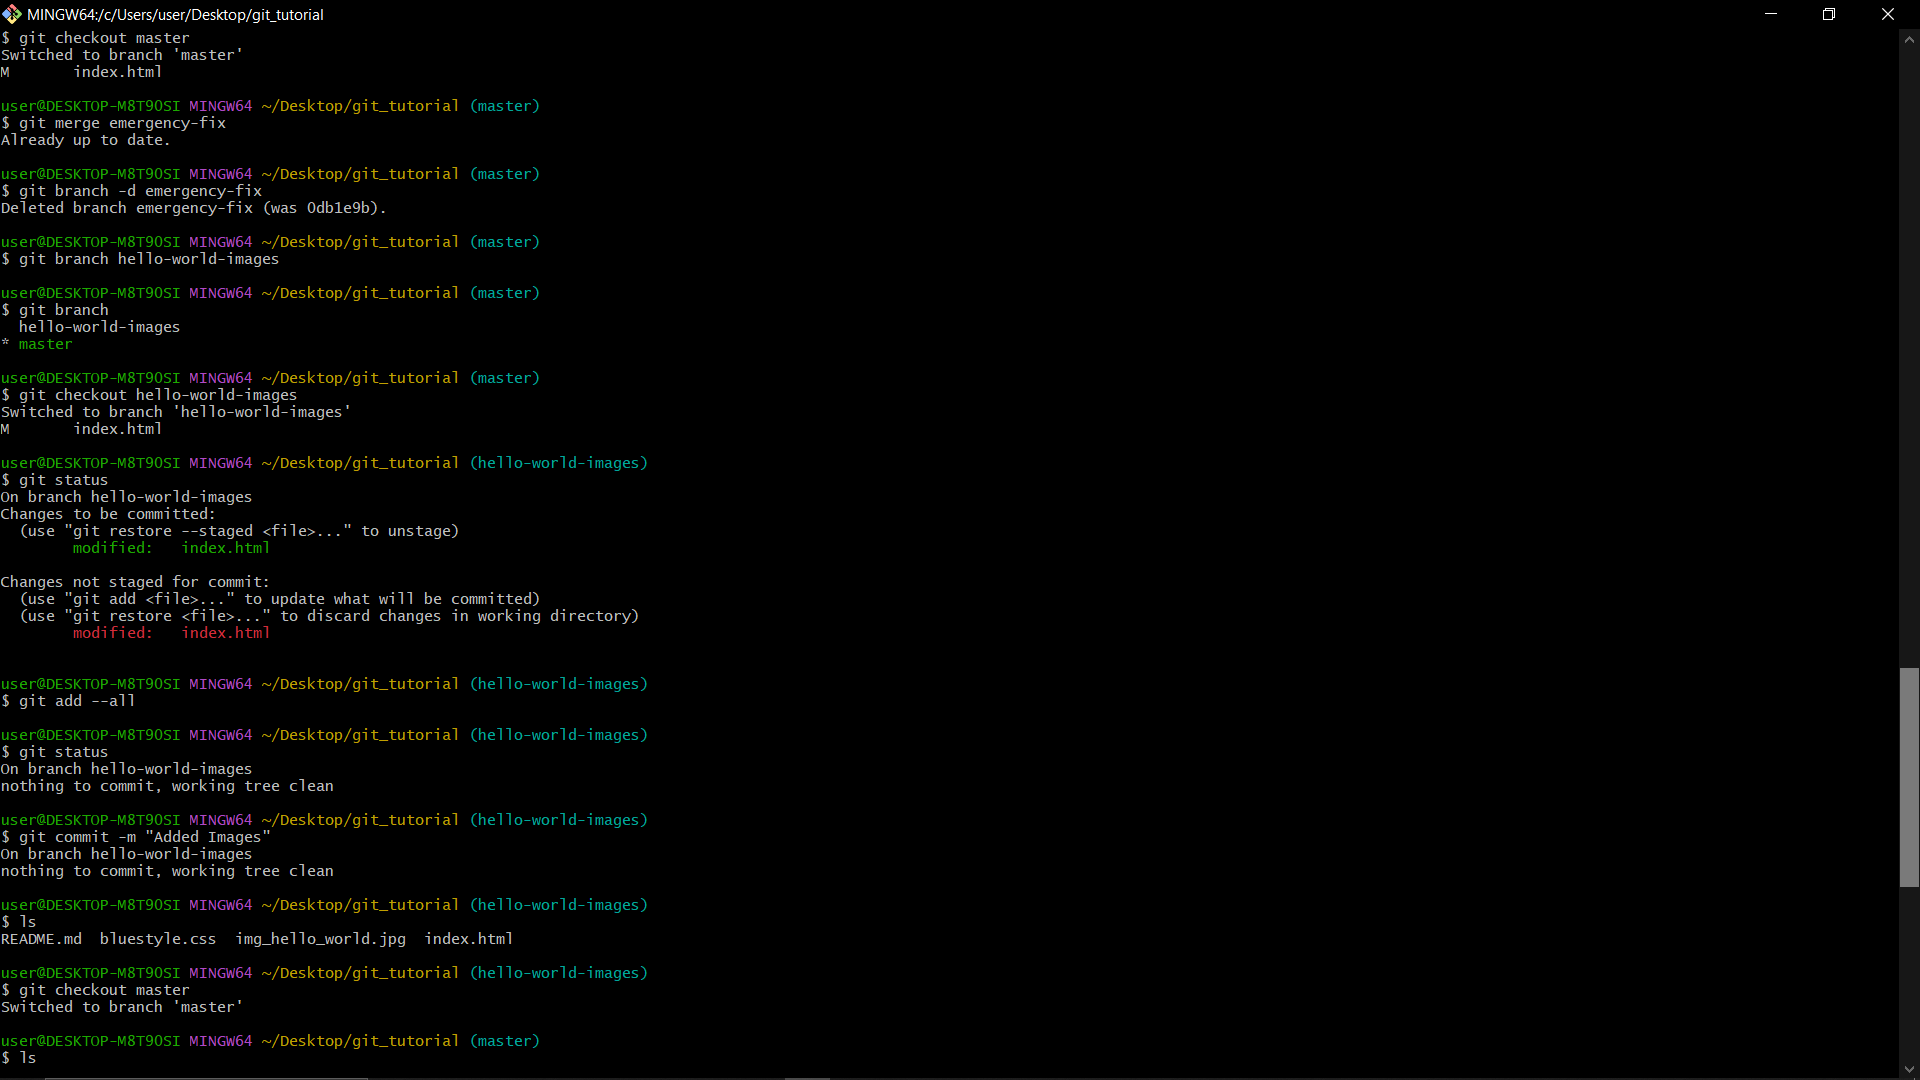 MINGW64:/c/Users/user/Desktop/git_tutorial
$ git checkout master
Switched to branch 'master'
M       index.html
user@DESKTOP-M8T9OSI MINGW64 ~/Desktop/git_tutorial (master)
$ git merge emergency-fix
Already up to date.
user@DESKTOP-M8T9OSI MINGW64 ~/Desktop/git_tutorial (master)
$ git branch -d emergency-fix
Deleted branch emergency-fix (was 0db1e9b).
user@DESKTOP-M8T9OSI MINGW64 ~/Desktop/git_tutorial (master)
$ git branch hello-world-images
user@DESKTOP-M8T9OSI MINGW64 ~/Desktop/git_tutorial (master)
$ git branch
  hello-world-images
* master
user@DESKTOP-M8T9OSI MINGW64 ~/Desktop/git_tutorial (master)
$ git checkout hello-world-images
Switched to branch 'hello-world-images'
M       index.html
user@DESKTOP-M8T9OSI MINGW64 ~/Desktop/git_tutorial (hello-world-images)
$ git status
On branch hello-world-images
Changes to be committed:
  (use "git restore --staged <file>..." to unstage)
        modified:   index.html
Changes not staged for commit:
  (use "git add <file>..." to update what will be committed)
  (use "git restore <file>..." to discard changes in working directory)
        modified:   index.html
user@DESKTOP-M8T9OSI MINGW64 ~/Desktop/git_tutorial (hello-world-images)
$ git add --all
user@DESKTOP-M8T9OSI MINGW64 ~/Desktop/git_tutorial (hello-world-images)
$ git status
On branch hello-world-images
nothing to commit, working tree clean
user@DESKTOP-M8T9OSI MINGW64 ~/Desktop/git_tutorial (hello-world-images)
$ git commit -m "Added Images"
On branch hello-world-images
nothing to commit, working tree clean
user@DESKTOP-M8T9OSI MINGW64 ~/Desktop/git_tutorial (hello-world-images)
$ ls
README.md  bluestyle.css  img_hello_world.jpg  index.html
user@DESKTOP-M8T9OSI MINGW64 ~/Desktop/git_tutorial (hello-world-images)
$ git checkout master
Switched to branch 'master'
user@DESKTOP-M8T9OSI MINGW64 ~/Desktop/git_tutorial (master)
$ ls